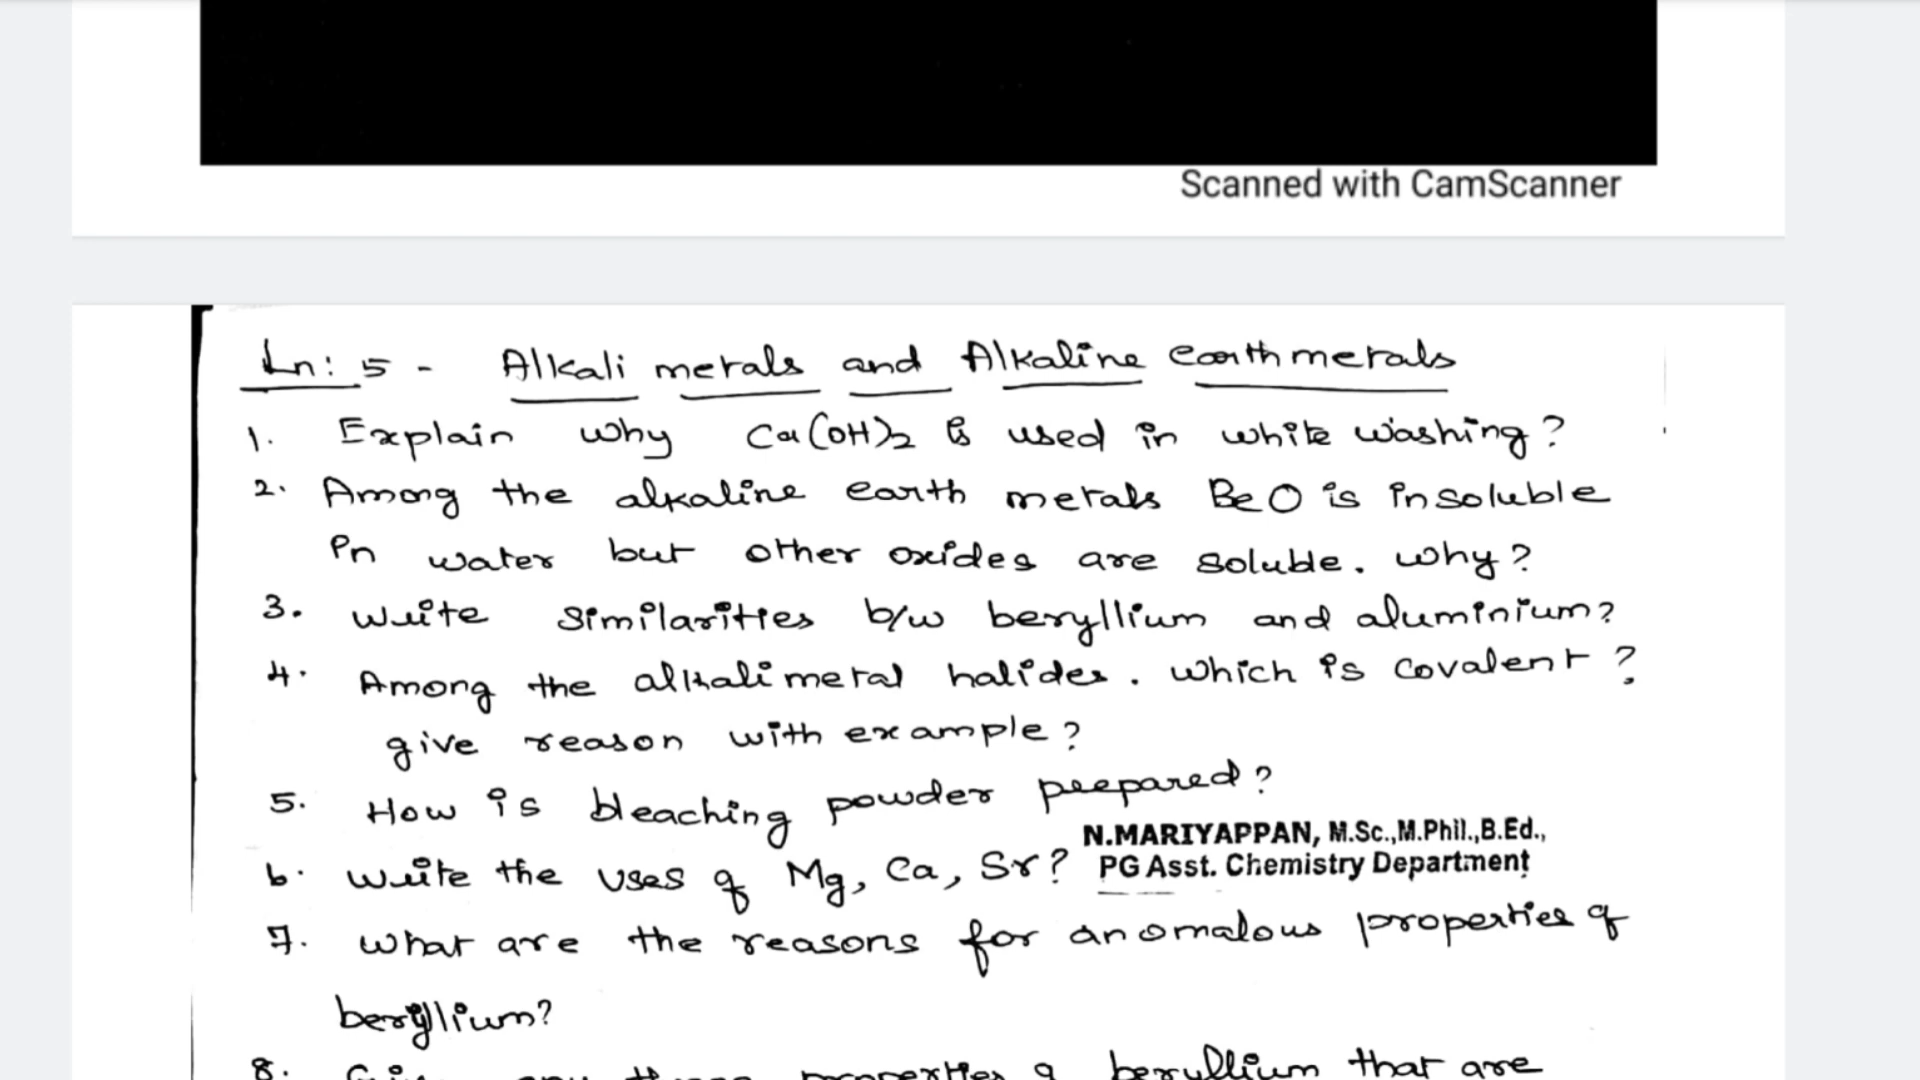 Scanned with CamScanner
Ln: 5 - Alkali metals and Alkaline earth metals
1. Explain why Ca(OH)2 is used in white washing?
2. Among the alkaline earth metals BeO is insoluble
in water but other oxides are soluble. why?
3. Write similarities b/w beryllium and aluminium?
4. Among the alkali metal halides. which is covalent?
give reason with example?
5. How is bleaching powder prepared?
N.MARIYAPPAN, M.Sc.,M.Phil.,B.Ed.,
PG Asst. Chemistry Department
6. Write the uses of Mg, Ca, Sr?
7. What are the reasons for anomalous properties of
beryllium?
8. properties of beryllium that are